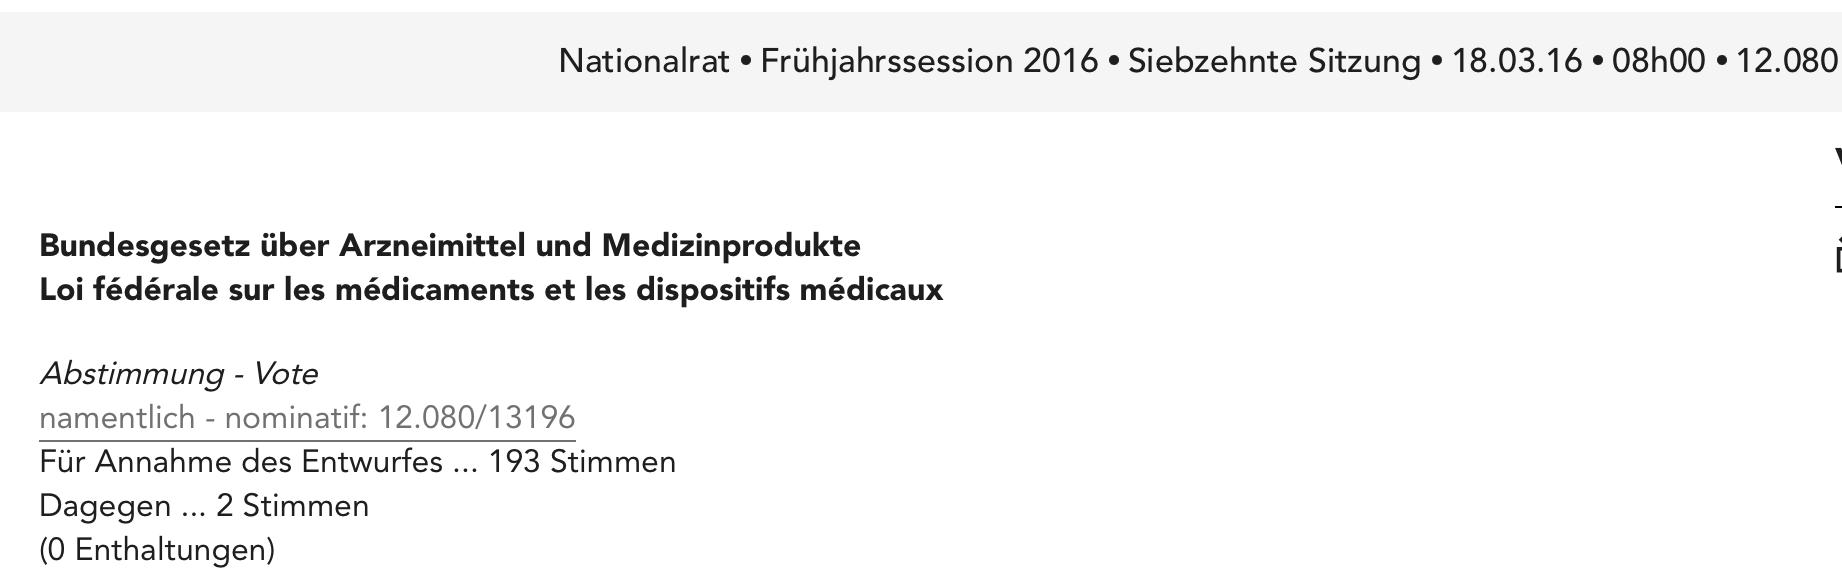 Nationalrat • Frühjahrssession 2016 • Siebzehnte Sitzung • 18.03.16 • 08h00 • 12.080
Bundesgesetz über Arzneimittel und Medizinprodukte
Loi fédérale sur les médicaments et les dispositifs médicaux
Abstimmung - Vote
namentlich - nominatif: 12.080/13196
Für Annahme des Entwurfes ... 193 Stimmen
Dagegen ... 2 Stimmen
(0 Enthaltungen)